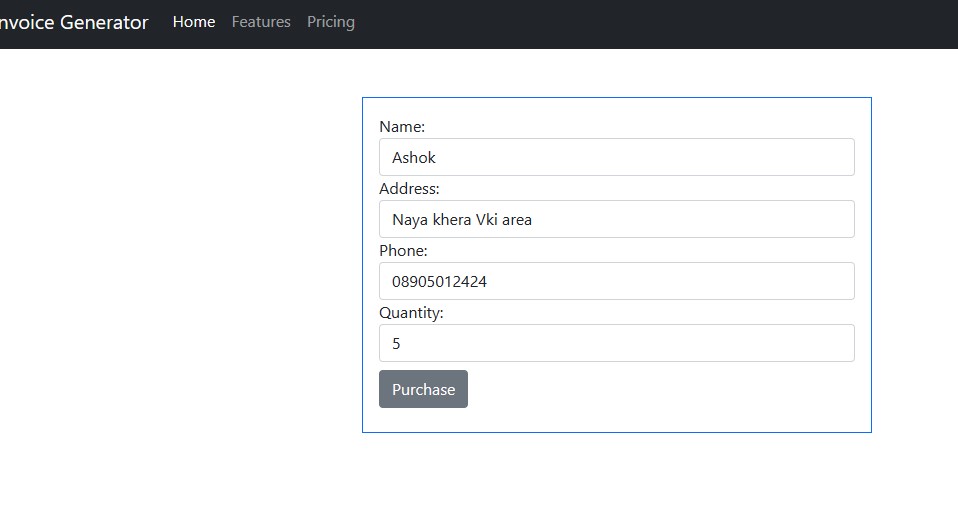 nvoice Generator Home Features Pricing
Name:
Ashok
Address:
Naya khera Vki area
Phone:
08905012424
Quantity:
5
Purchase